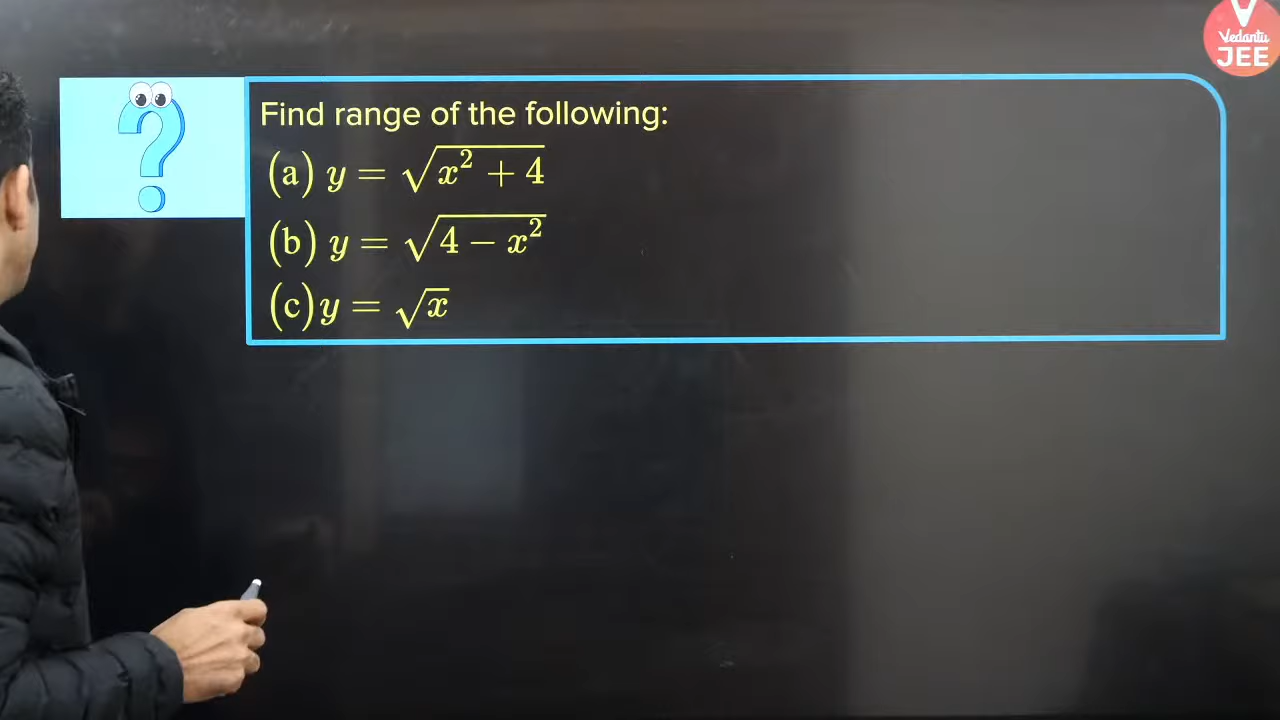 Vedantu
JEE
Find range of the following:
(a) y = √(x² + 4)
(b) y = √(4 − x²)
(c) y = √x